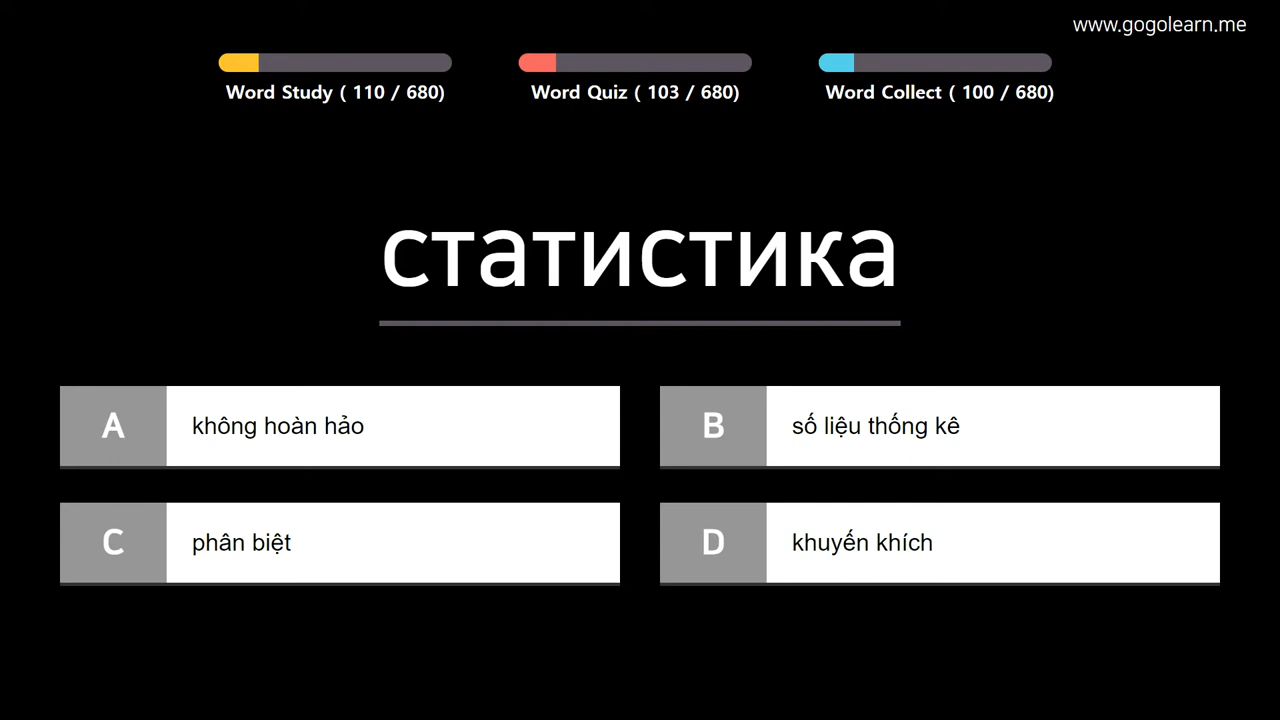 www.gogolearn.me
Word Study ( 110 / 680)
Word Quiz ( 103 / 680)
Word Collect ( 100 / 680)
статистика
A không hoàn hảo
B số liệu thống kê
C phân biệt
D khuyến khích